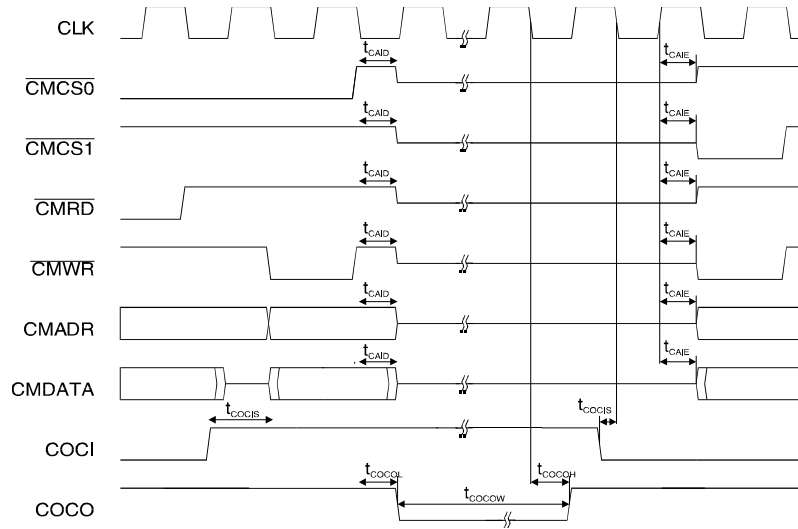 CLK
tCAID tCAIE
CMCS0
tCAID tCAIE
CMCS1
tCAID tCAIE
CMRD
tCAID tCAIE
CMWR
tCAID tCAIE
CMADR
tCAID tCAIE
CMDATA
tCOCIS tCOCIS
COCI
tCOCOL tCOCOW tCOCOH
COCO